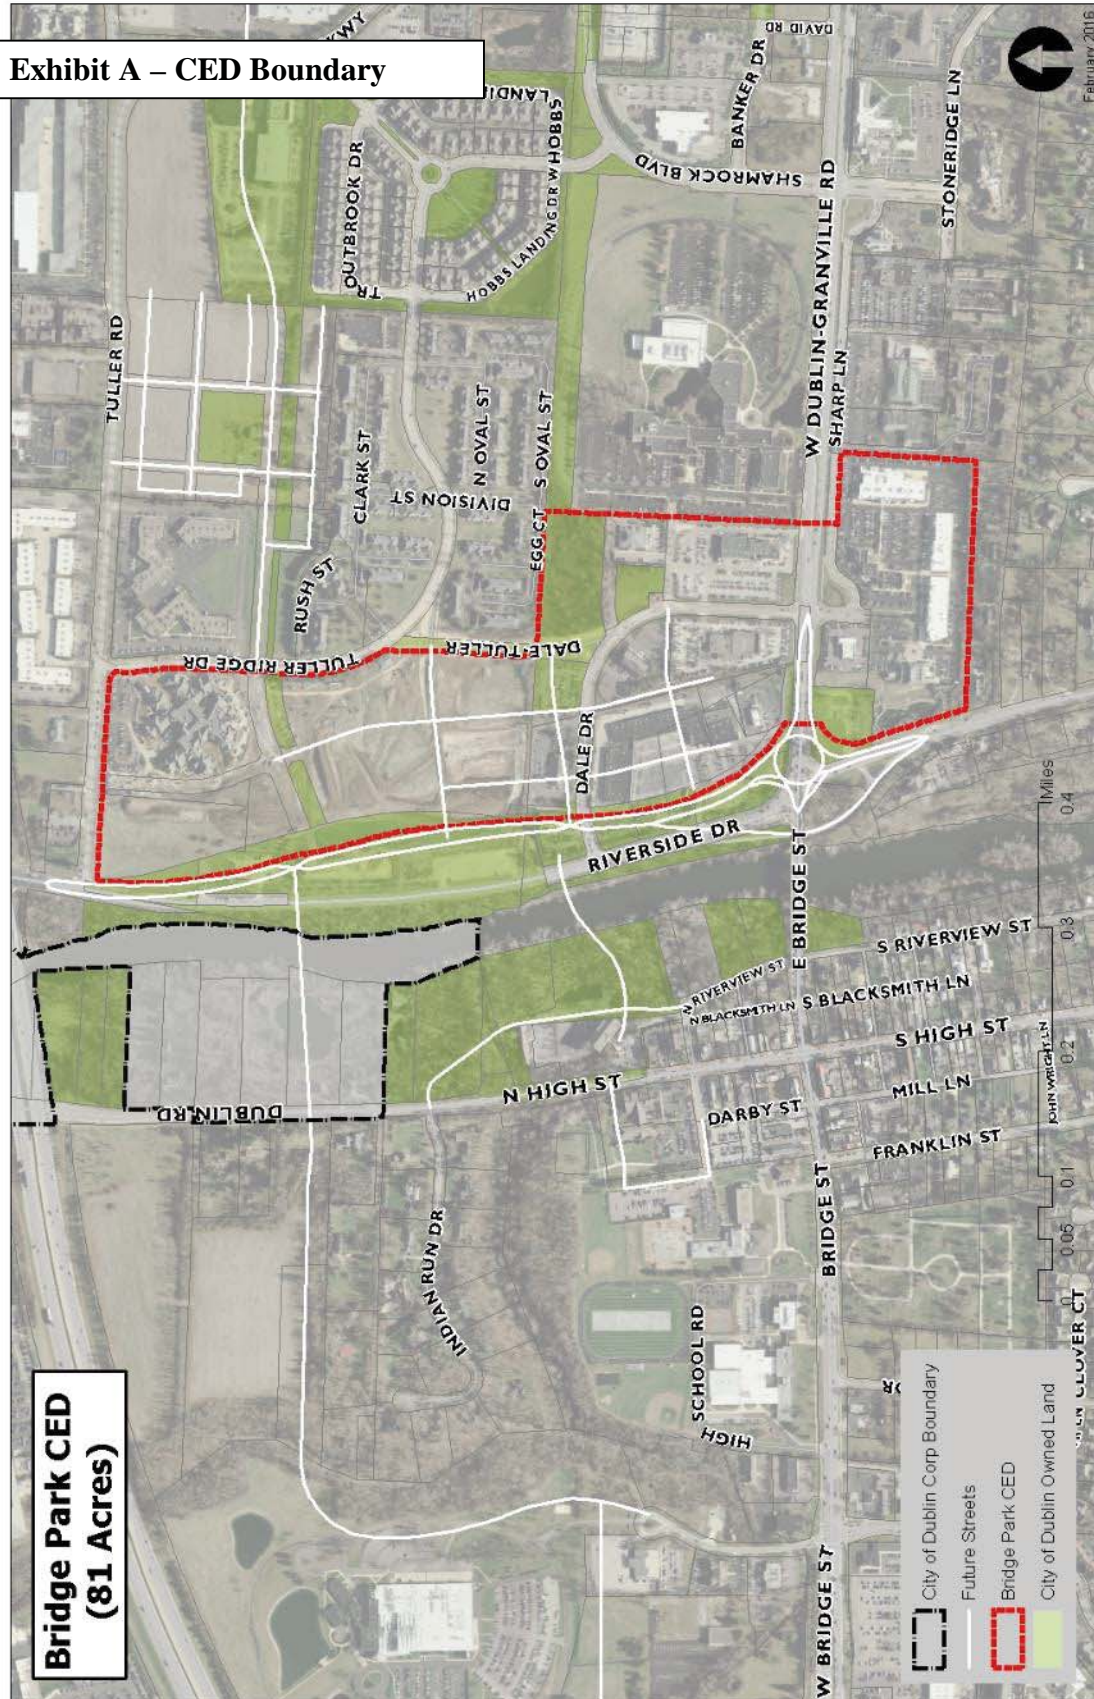 Exhibit A – CED Boundary
Bridge Park CED
(81 Acres)
February 2016
DAVID RD
BANKER DR
STONERIDGE LN
SHAMROCK BLVD
W DUBLIN-GRANVILLE RD
SHARP LN
KWY
HOBBS LANDING DR W
HOBBS
OUTBROOK DR
TR
TULLER RD
CLARK ST
DIVISION ST
N OVAL ST
S OVAL ST
EGG CT
RUSH ST
TULLER RIDGE DR
DALE-TULLER
DALE DR
RIVERSIDE DR
E BRIDGE ST
S RIVERVIEW ST
N RIVERVIEW ST
N BLACKSMITH LN
S BLACKSMITH LN
S HIGH ST
N HIGH ST
MILL LN
DARBY ST
FRANKLIN ST
JOHN WRIGHT LN
DUBLIN RD
INDIAN RUN DR
BRIDGE ST
SCHOOL RD
HIGH
DR
CLOVER CT
W BRIDGE ST
0
0.05
0.1
0.2
0.3
0.4
Miles
City of Dublin Corp Boundary
Future Streets
Bridge Park CED
City of Dublin Owned Land